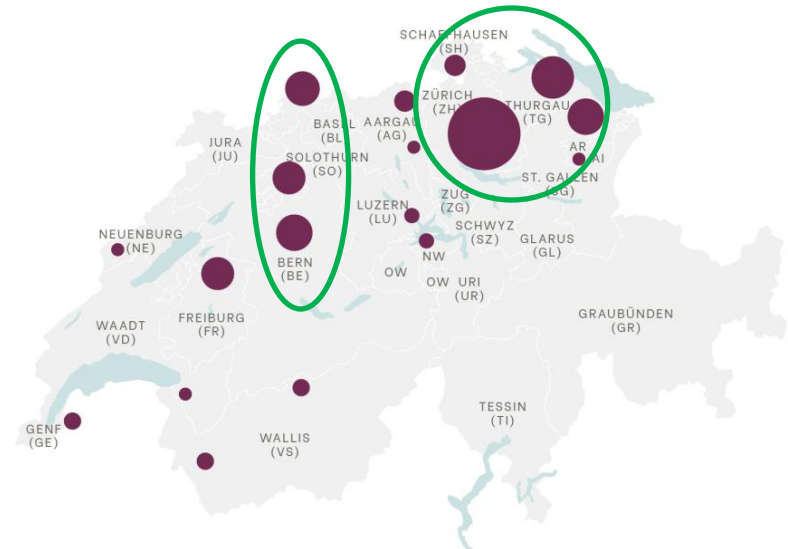 SCHAFFHAUSEN
(SH)
ZÜRICH
(ZH)
THURGAU
(TG)
BASEL
(BL)
AARGAU
(AG)
JURA
(JU)
SOLOTHURN
(SO)
AR
AI
ST. GALLEN
(SG)
ZUG
(ZG)
LUZERN
(LU)
SCHWYZ
(SZ)
NEUENBURG
(NE)
GLARUS
(GL)
NW
BERN
(BE)
OW
OW URI
(UR)
FREIBURG
(FR)
WAADT
(VD)
GRAUBÜNDEN
(GR)
TESSIN
(TI)
GENF
(GE)
WALLIS
(VS)